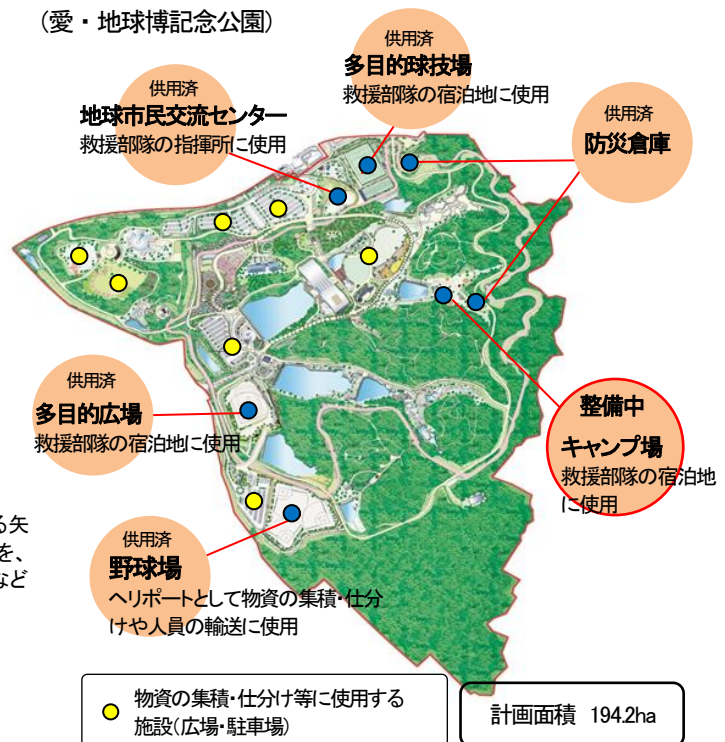 (愛・地球博記念公園)
供用済
多目的球技場
救援部隊の宿泊地に使用
供用済
地球市民交流センター
救援部隊の指揮所に使用
供用済
防災倉庫
供用済
多目的広場
救援部隊の宿泊地に使用
整備中
キャンプ場
救援部隊の宿泊地
に使用
る矢
を、
など
供用済
野球場
ヘリポートとして物資の集積・仕分
けや人員の輸送に使用
物資の集積・仕分け等に使用する
施設(広場・駐車場)
計画面積 194.2ha